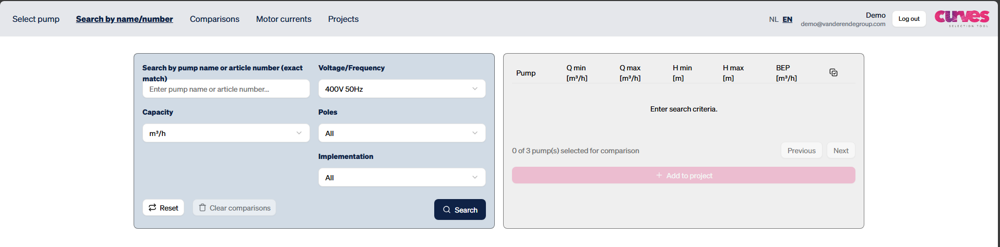 Select pump
Search by name/number
Comparisons
Motor currents
Projects
NL EN
Demo
demo@vanderendegroup.com
Log out
curves
SELECTION TOOL
Search by pump name or article number (exact
match)
Enter pump name or article number...
Voltage/Frequency
400V 50Hz
Capacity
m³/h
Poles
All
Implementation
All
Reset
Clear comparisons
Search
Pump
Q min
[m³/h]
Q max
[m³/h]
H min
[m]
H max
[m]
BEP
[m³/h]
Enter search criteria.
0 of 3 pump(s) selected for comparison
Previous
Next
+ Add to project